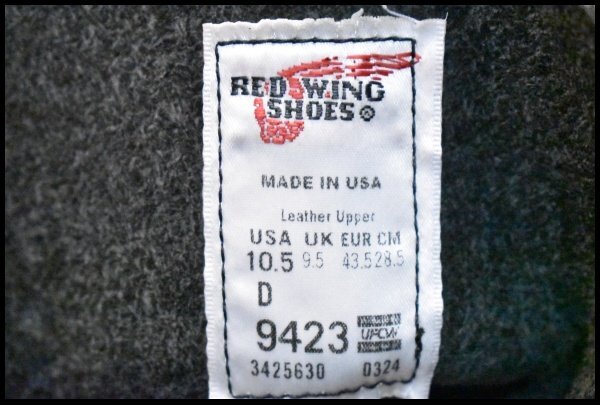 RED WING
SHOES®
MADE IN USA
Leather Upper
USA UK EUR CM
10.5 9.5 43.5 28.5
D
9423 UFCW
3425630 0324